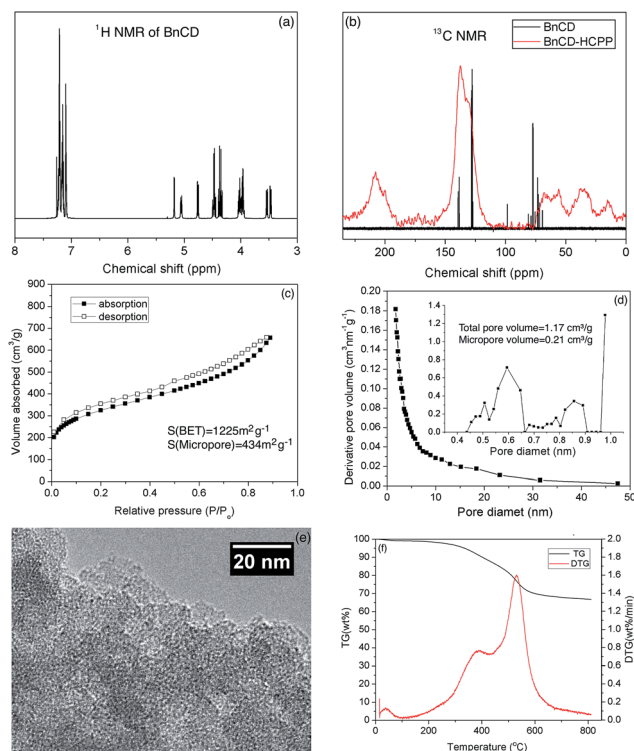 (a)
¹H NMR of BnCD
8 7 6 5 4 3
Chemical shift (ppm)
(b)
¹³C NMR
BnCD
BnCD-HCPP
200 150 100 50 0
Chemical shift (ppm)
(c)
absorption
desorption
Volume absorbed (cm³/g)
900
800
700
600
500
400
300
200
100
0
S(BET)=1225m²g⁻¹
S(Micropore)=434m²g⁻¹
0.0 0.2 0.4 0.6 0.8 1.0
Relative pressure (P/Pₒ)
(d)
Derivative pore volume (cm³nm⁻¹g⁻¹)
0.20
0.18
0.16
0.14
0.12
0.10
0.08
0.06
0.04
0.02
0.00
1.4
1.2
1.0
0.8
0.6
0.4
0.2
0.0
Total pore volume=1.17 cm³/g
Micropore volume=0.21 cm³/g
0.4 0.5 0.6 0.7 0.8 0.9 1.0
Pore diamet (nm)
0 5 10 15 20 25 30 35 40 45 50
Pore diamet (nm)
(e)
20 nm
(f)
TG
DTG
TG(wt%)
100
90
80
70
60
50
40
30
20
10
0
DTG(wt%/min)
2.0
1.8
1.6
1.4
1.2
1.0
0.8
0.6
0.4
0.2
0.0
0 200 400 600 800
Temperature (ºC)